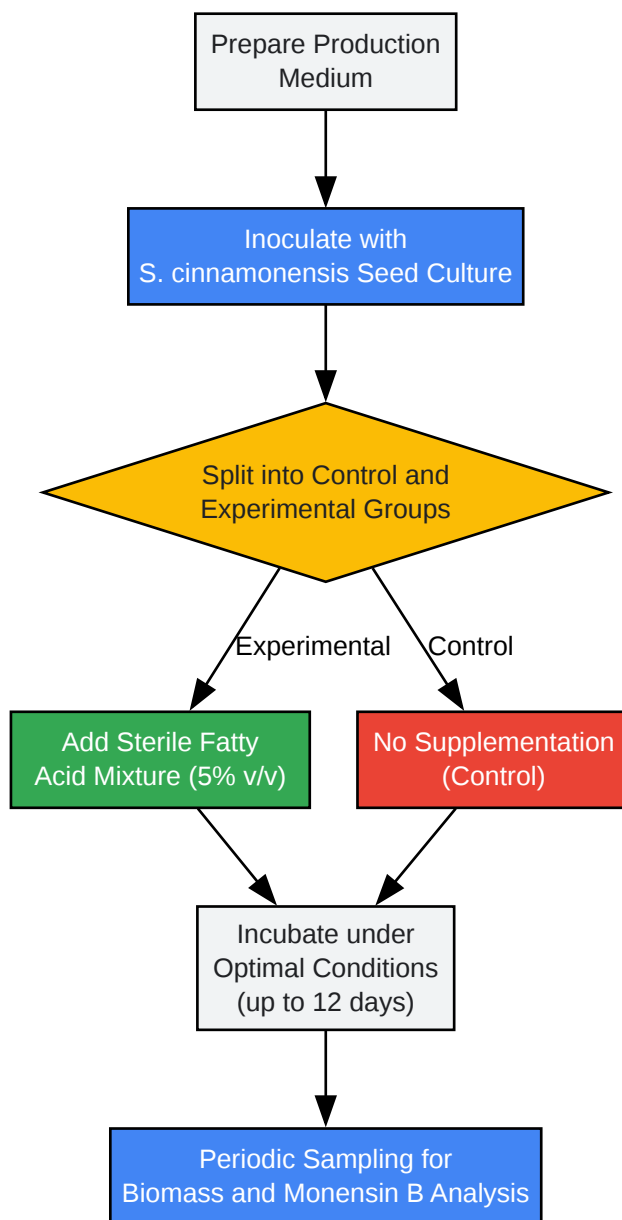 Prepare Production
Medium
Inoculate with
S. cinnamonensis Seed Culture
Split into Control and
Experimental Groups
Experimental
Control
Add Sterile Fatty
Acid Mixture (5% v/v)
No Supplementation
(Control)
Incubate under
Optimal Conditions
(up to 12 days)
Periodic Sampling for
Biomass and Monensin B Analysis